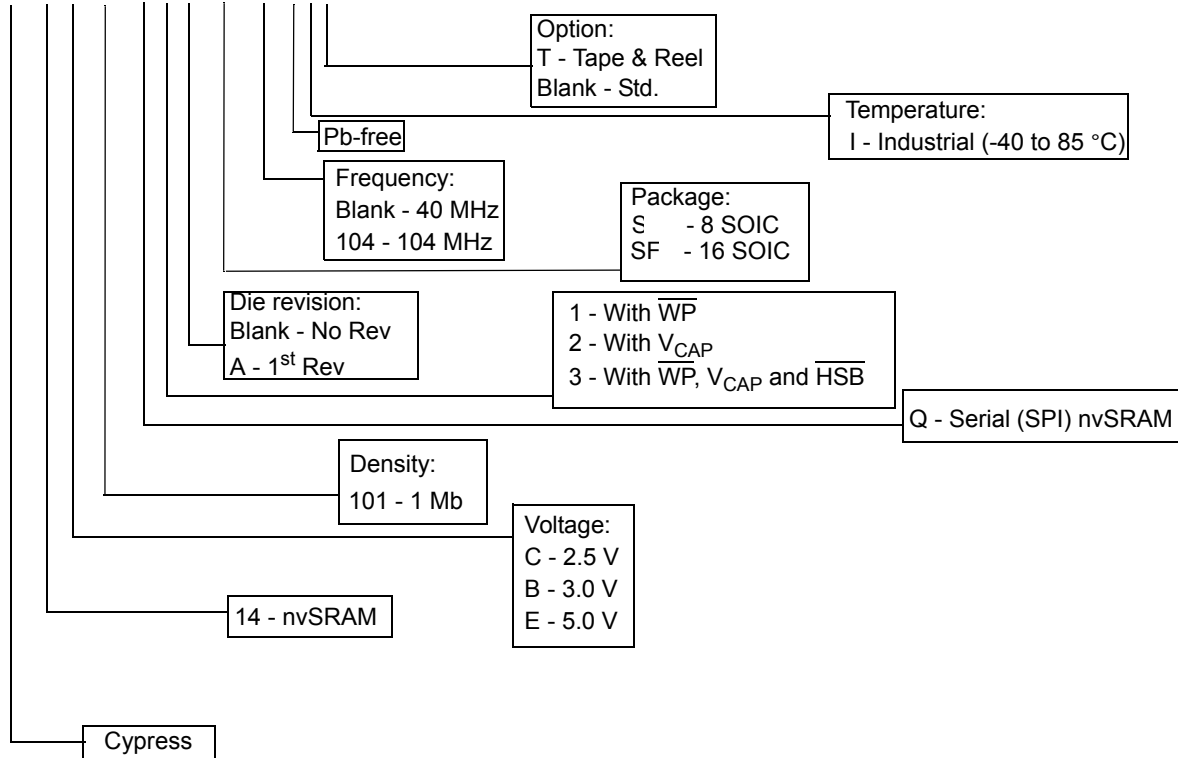 Option:
T - Tape & Reel
Blank - Std.
Temperature:
I - Industrial (-40 to 85 °C)
Pb-free
Frequency:
Blank - 40 MHz
104 - 104 MHz
Package:
S - 8 SOIC
SF - 16 SOIC
Die revision:
Blank - No Rev
A - 1st Rev
1 - With W̅P̅
2 - With VCAP
3 - With W̅P̅, VCAP and H̅S̅B̅
Q - Serial (SPI) nvSRAM
Density:
101 - 1 Mb
Voltage:
C - 2.5 V
B - 3.0 V
E - 5.0 V
14 - nvSRAM
Cypress